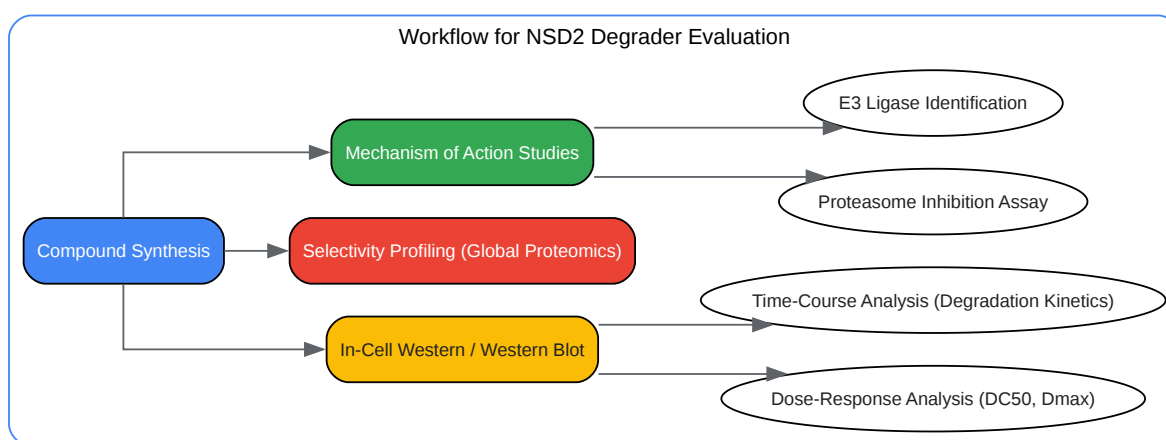 Workflow for NSD2 Degrader Evaluation
E3 Ligase Identification
Mechanism of Action Studies
Proteasome Inhibition Assay
Compound Synthesis
Selectivity Profiling (Global Proteomics)
Time-Course Analysis (Degradation Kinetics)
In-Cell Western / Western Blot
Dose-Response Analysis (DC50, Dmax)